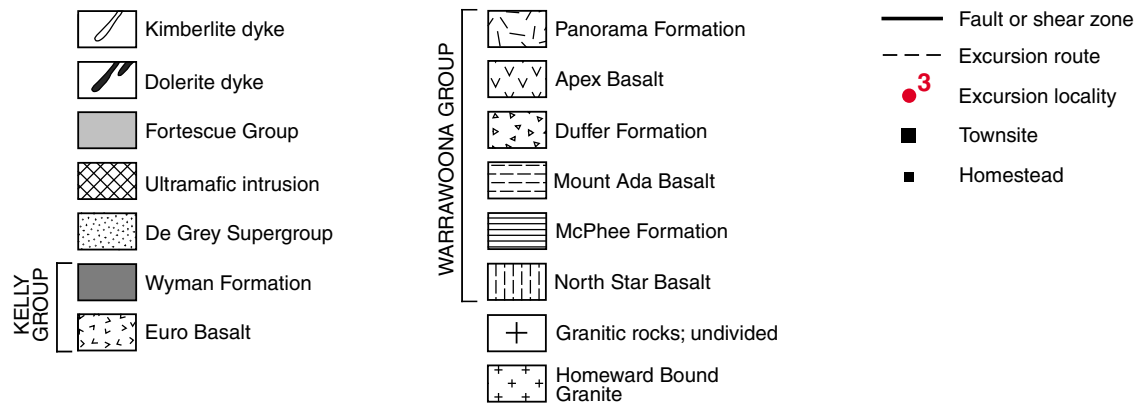 Kimberlite dyke
Dolerite dyke
Fortescue Group
Ultramafic intrusion
De Grey Supergroup
KELLY
GROUP
Wyman Formation
Euro Basalt
WARRAWOONA GROUP
Panorama Formation
Apex Basalt
Duffer Formation
Mount Ada Basalt
McPhee Formation
North Star Basalt
Granitic rocks; undivided
Homeward Bound
Granite
Fault or shear zone
Excursion route
3
Excursion locality
Townsite
Homestead